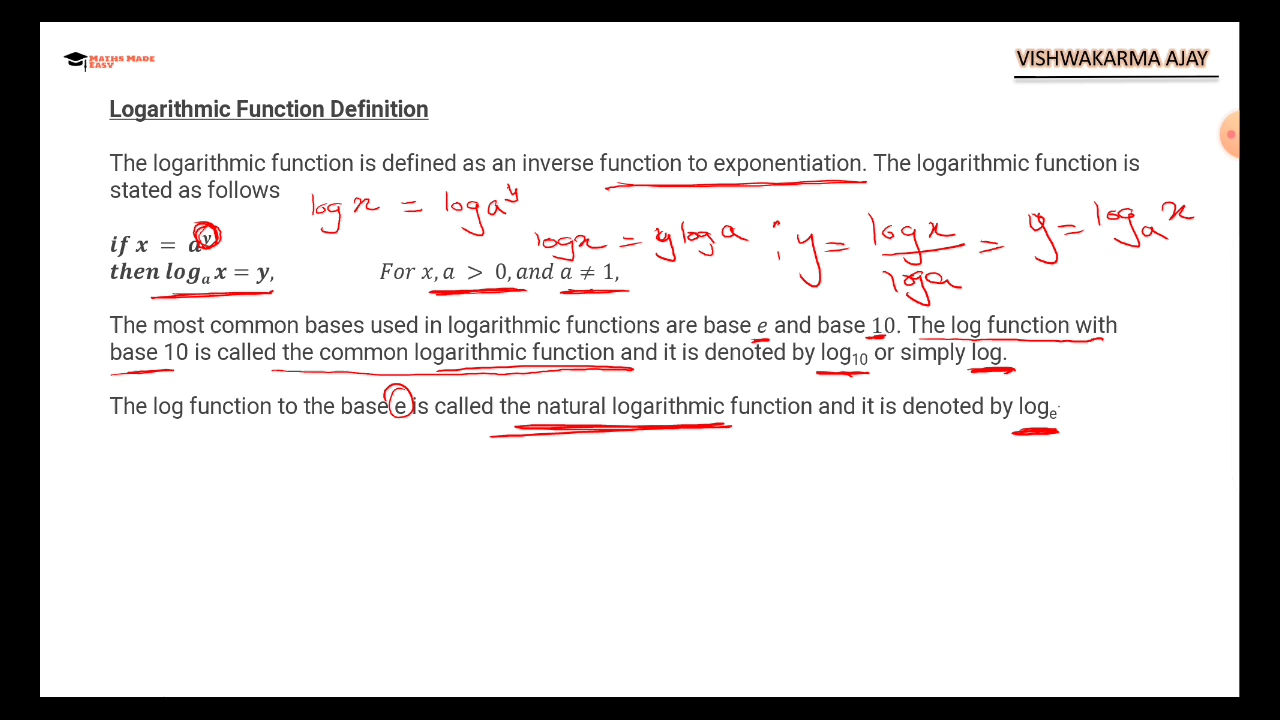 MATHS MADE
EASY
VISHWAKARMA AJAY
Logarithmic Function Definition
The logarithmic function is defined as an inverse function to exponentiation. The logarithmic function is
stated as follows
log x = log a^y
if x = a^y
log x = y log a ; y = log x / log a = y = log_a x
then log_a x = y, For x, a > 0, and a ≠ 1,
The most common bases used in logarithmic functions are base e and base 10. The log function with
base 10 is called the common logarithmic function and it is denoted by log₁₀ or simply log.
The log function to the base e is called the natural logarithmic function and it is denoted by logₑ.